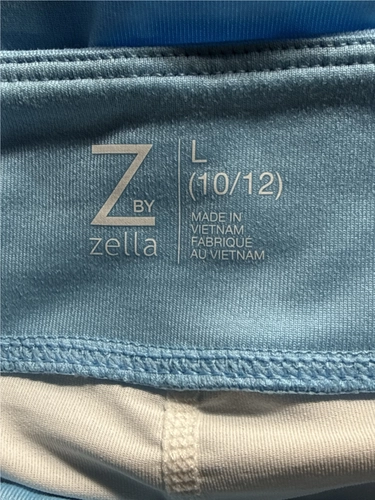 Z BY
zella
L
(10/12)
MADE IN
VIETNAM
FABRIQUÉ
AU VIETNAM